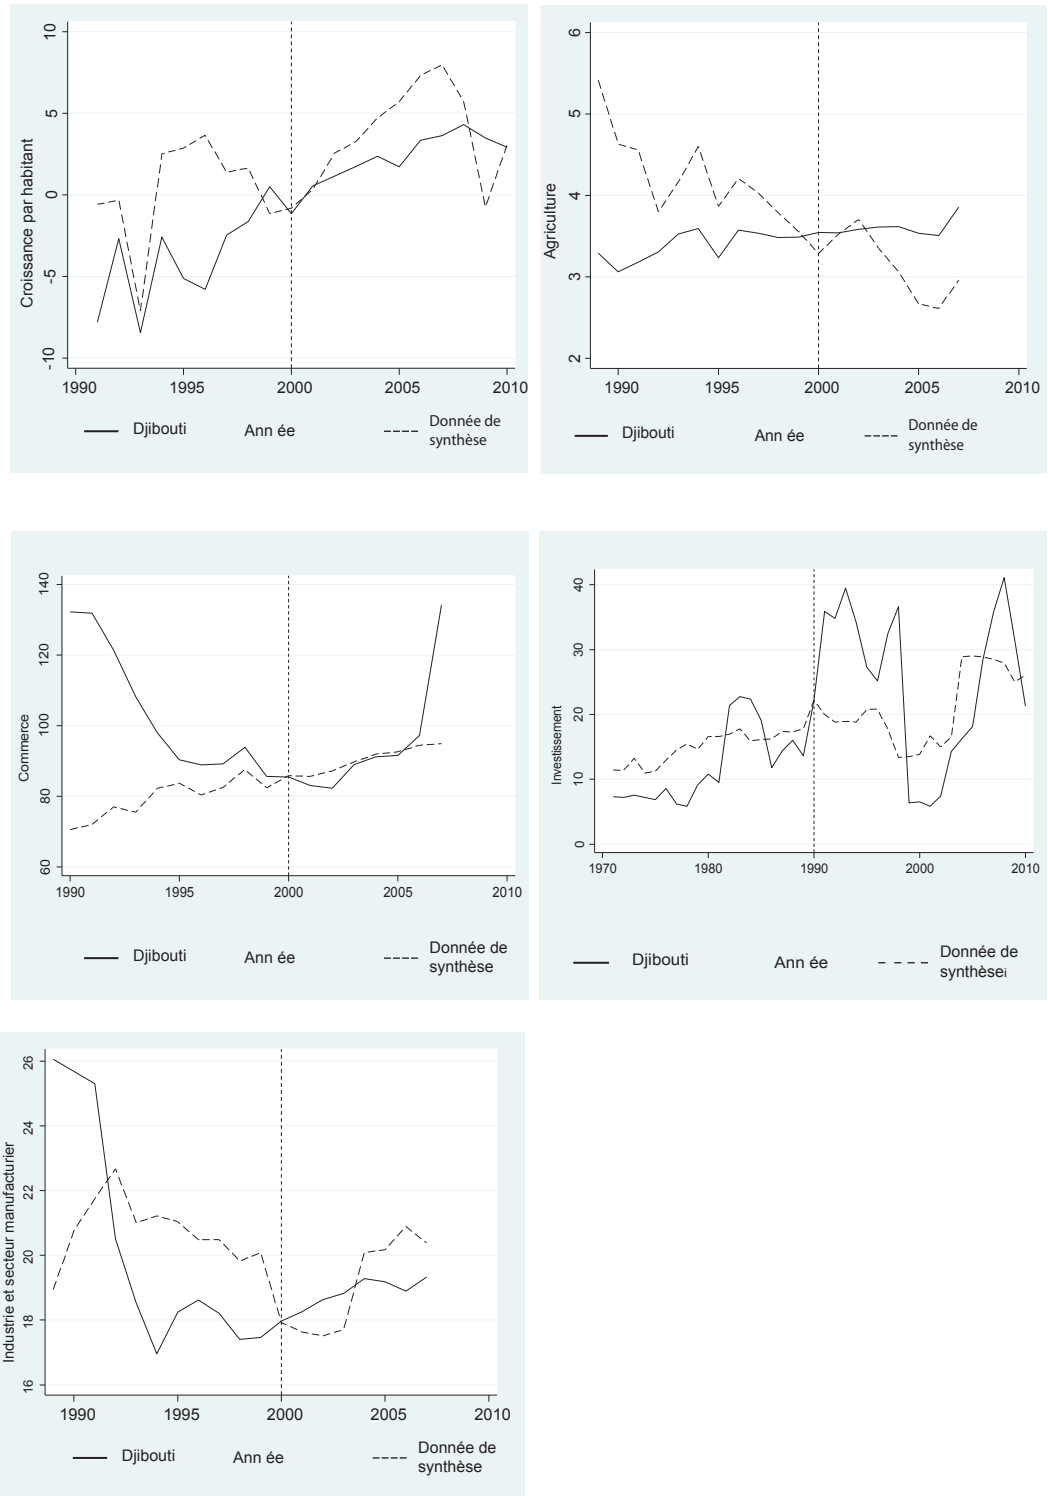 Croissance par habitant
10
5
0
-5
-10
1990 1995 2000 2005 2010
Djibouti Ann ée Donnée de
synthèse
Agriculture
6
5
4
3
2
1990 1995 2000 2005 2010
Djibouti Ann ée Donnée de
synthèse
Commerce
140
120
100
80
60
1990 1995 2000 2005 2010
Djibouti Ann ée Donnée de
synthèse
Investissement
40
30
20
10
0
1970 1980 1990 2000 2010
Djibouti Ann ée Donnée de
synthèsei
Industrie et secteur manufacturier
26
24
22
20
18
16
1990 1995 2000 2005 2010
Djibouti Ann ée Donnée de
synthèse